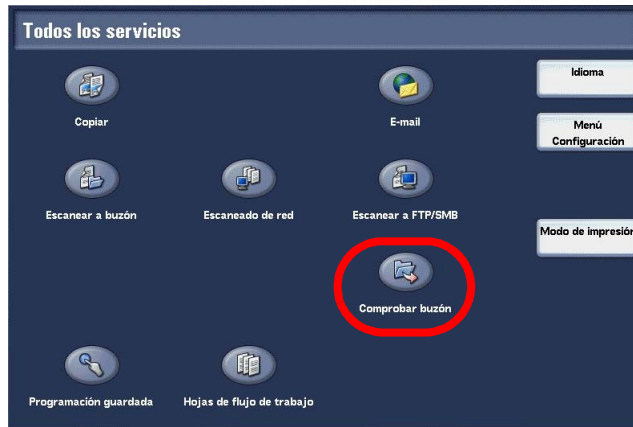 Todos los servicios
Copiar
E-mail
Idioma
Menú
Configuración
Escanear a buzón
Escaneado de red
Escanear a FTP/SMB
Modo de impresión
Comprobar buzón
Programación guardada
Hojas de flujo de trabajo